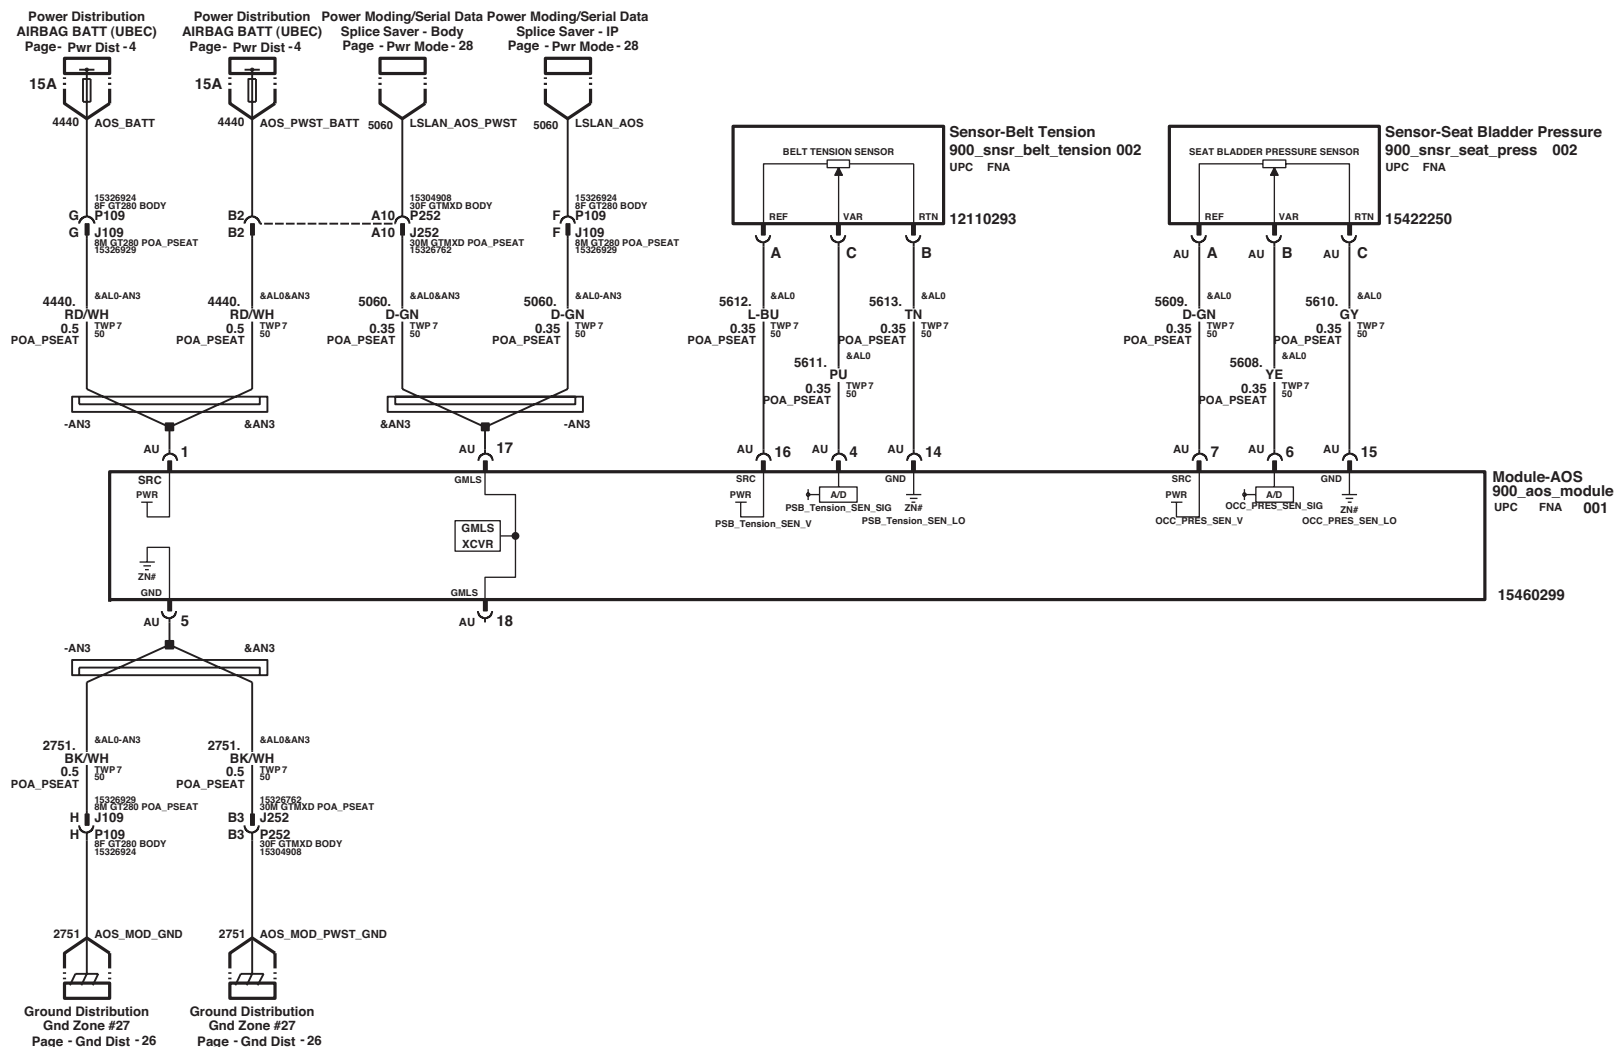 Power Distribution
AIRBAG BATT (UBEC)
Page- Pwr Dist -4
Power Distribution
AIRBAG BATT (UBEC)
Page- Pwr Dist -4
Power Moding/Serial Data
Splice Saver - Body
Page - Pwr Mode - 28
Power Moding/Serial Data
Splice Saver - IP
Page - Pwr Mode - 28
15A
15A
4440 AOS_BATT
4440 AOS_PWST_BATT
5060 LSLAN_AOS_PWST
5060 LSLAN_AOS
15326924
8F GT280 BODY
G P109
G J109
8M GT280 POA_PSEAT
15326929
B2
B2
15304908
30F GTMXD BODY
A10 P252
A10 J252
30M GTMXD POA_PSEAT
15326762
15326924
8F GT280 BODY
F P109
F J109
8M GT280 POA_PSEAT
15326929
4440. &AL0-AN3
RD/WH
0.5 TWP 7
50
POA_PSEAT
4440. &AL0&AN3
RD/WH
0.5 TWP 7
50
POA_PSEAT
5060. &AL0&AN3
D-GN
0.35 TWP 7
50
POA_PSEAT
5060. &AL0-AN3
D-GN
0.35 TWP 7
50
POA_PSEAT
-AN3 &AN3
&AN3 -AN3
AU 1
AU 17
Sensor-Belt Tension
900_snsr_belt_tension 002
UPC FNA
BELT TENSION SENSOR
REF VAR RTN
12110293
A C B
5612. &AL0
L-BU
0.35 TWP 7
50
POA_PSEAT
5611. &AL0
PU
0.35 TWP 7
50
POA_PSEAT
5613. &AL0
TN
0.35 TWP 7
50
POA_PSEAT
AU 16
AU 4
AU 14
Sensor-Seat Bladder Pressure
900_snsr_seat_press 002
UPC FNA
SEAT BLADDER PRESSURE SENSOR
REF VAR RTN
15422250
AU A
AU B
AU C
5609. &AL0
D-GN
0.35 TWP 7
50
POA_PSEAT
5608. &AL0
YE
0.35 TWP 7
50
POA_PSEAT
5610. &AL0
GY
0.35 TWP 7
50
POA_PSEAT
AU 7
AU 6
AU 15
SRC
PWR
GMLS
GMLS
XCVR
SRC
PWR
PSB_Tension_SEN_V
A/D
PSB_Tension_SEN_SIG
GND
ZN#
PSB_Tension_SEN_LO
SRC
PWR
OCC_PRES_SEN_V
A/D
OCC_PRES_SEN_SIG
GND
ZN#
OCC_PRES_SEN_LO
Module-AOS
900_aos_module
UPC FNA 001
ZN#
GND
GMLS
15460299
AU 5
AU 18
-AN3 &AN3
2751. &AL0-AN3
BK/WH
0.5 TWP 7
50
POA_PSEAT
2751. &AL0&AN3
BK/WH
0.5 TWP 7
50
POA_PSEAT
15326929
8M GT280 POA_PSEAT
H J109
H P109
8F GT280 BODY
15326924
15326762
30M GTMXD POA_PSEAT
B3 J252
B3 P252
30F GTMXD BODY
15304908
2751 AOS_MOD_GND
2751 AOS_MOD_PWST_GND
Ground Distribution
Gnd Zone #27
Page - Gnd Dist - 26
Ground Distribution
Gnd Zone #27
Page - Gnd Dist - 26